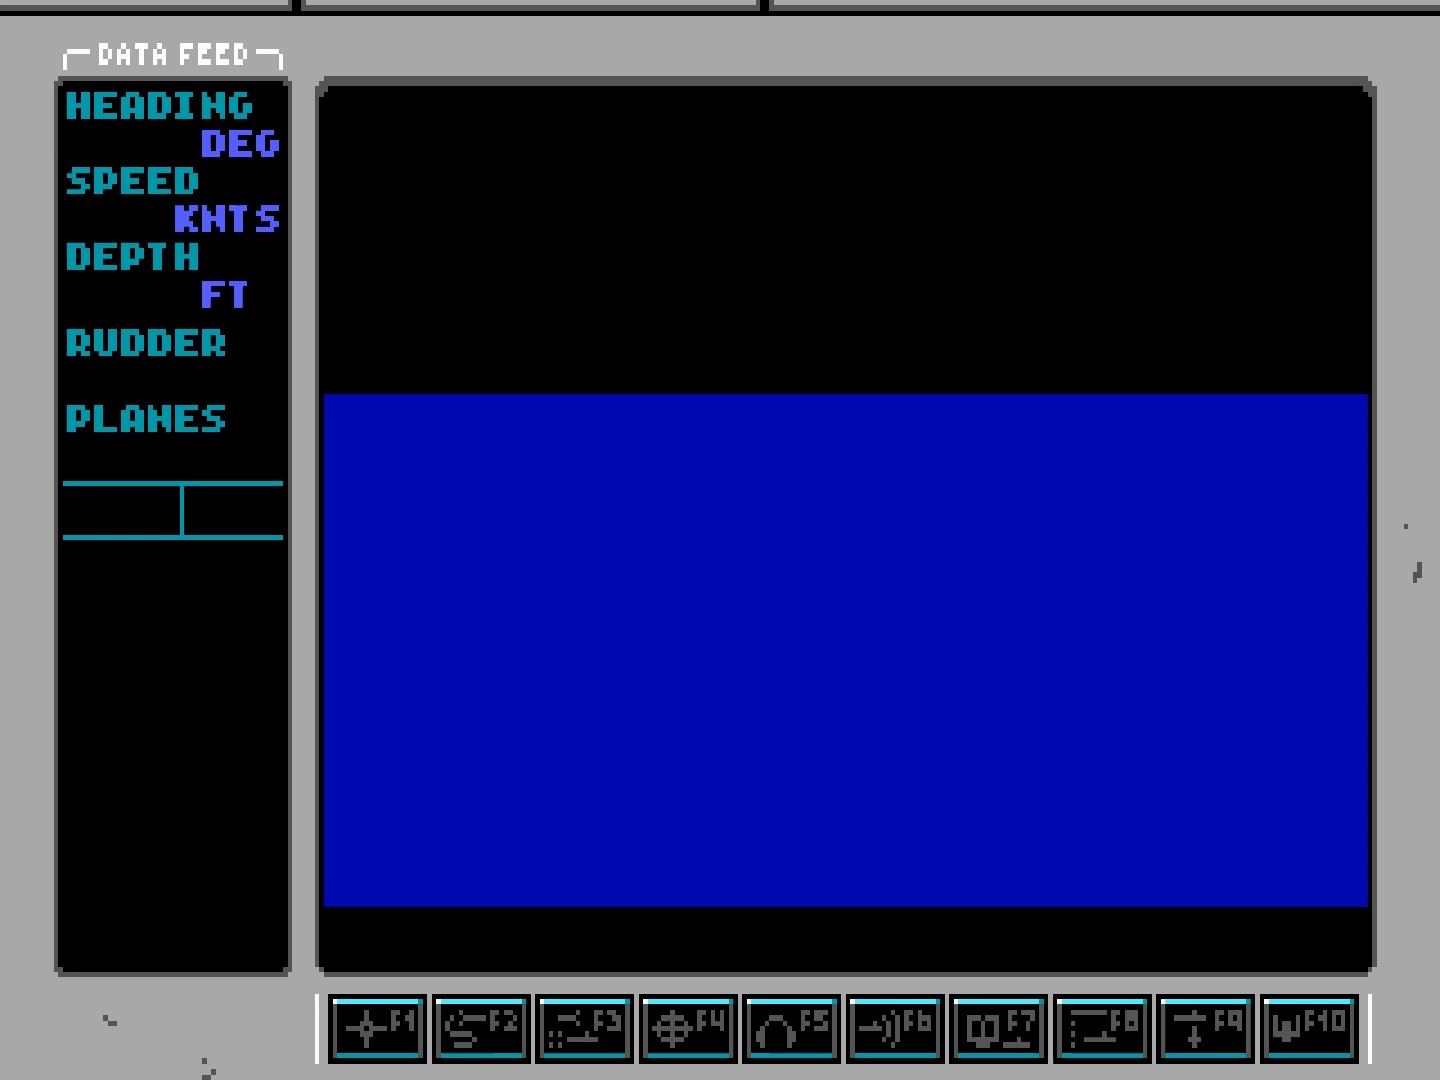 DATA FEED
HEADING
DEG
SPEED
KNTS
DEPTH
FT
RUDDER
PLANES
F1 F2 F3 F4 F5 F6 F7 F8 F9 F10